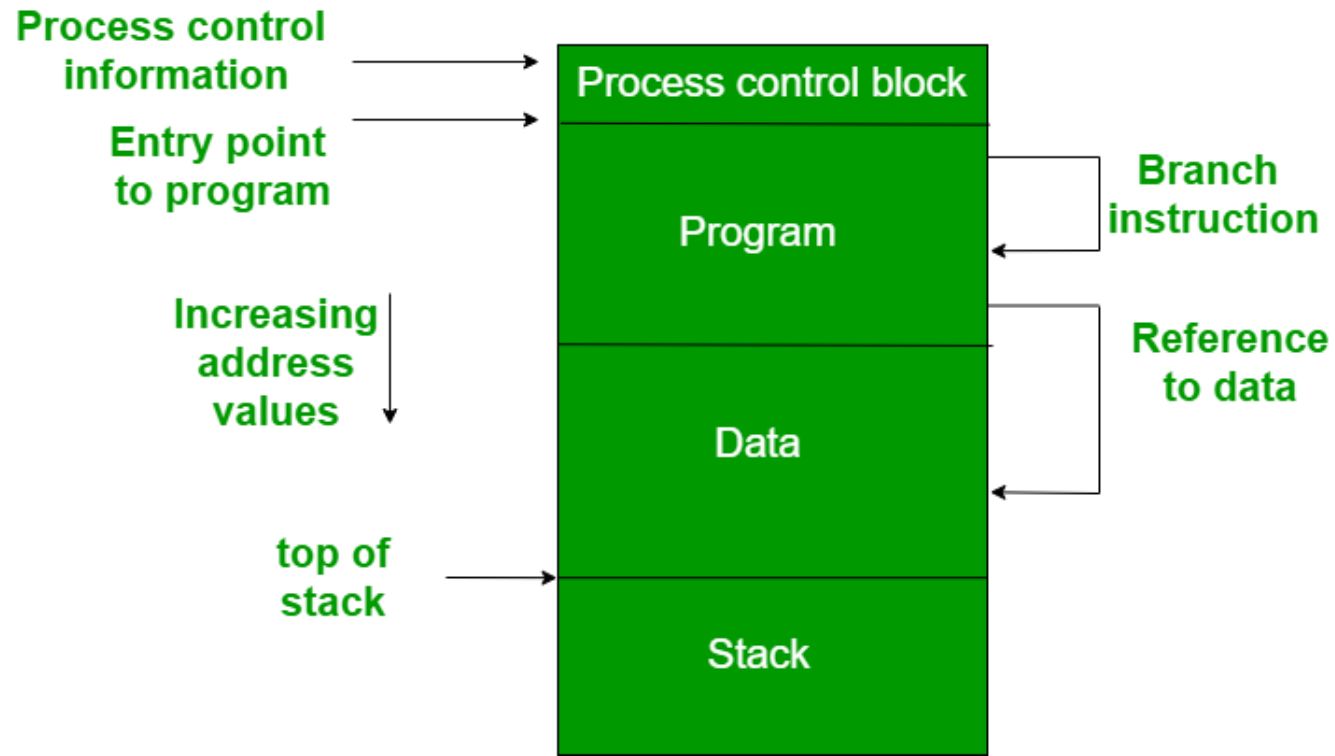 Process control
information
Process control block
Entry point
to program
Branch
instruction
Program
Increasing
address
values
Reference
to data
Data
top of
stack
Stack